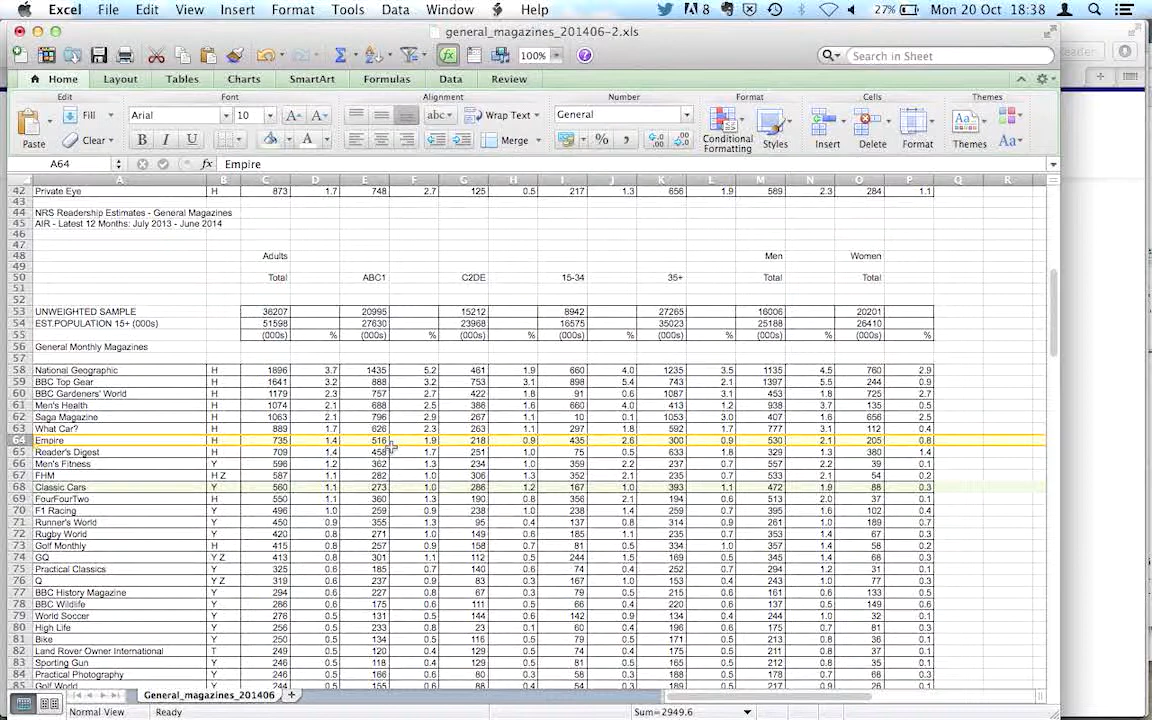 Excel File Edit View Insert Format Tools Data Window Help 8 27% Mon 20 Oct 18:38
general_magazines_201406-2.xls
100% Search in Sheet
Home Layout Tables Charts SmartArt Formulas Data Review
Edit Font Alignment Number Format Cells Themes
Fill Arial 10 A A abc Wrap Text General
Paste Clear B I U A Merge % , Conditional Formatting Styles Insert Delete Format Themes Aa
A64 fx Empire
A B C D E F G H I J K L M N O P Q R
42 Private Eye H 873 1.7 748 2.7 125 0.5 217 1.3 656 1.9 589 2.3 284 1.1
43
44 NRS Readership Estimates - General Magazines
45 AIR - Latest 12 Months: July 2013 - June 2014
46
47
48 Adults Men Women
49
50 Total ABC1 C2DE 15-34 35+ Total Total
51
52
53 UNWEIGHTED SAMPLE 36207 20995 15212 8942 27265 16006 20201
54 EST.POPULATION 15+ (000s) 51598 27630 23968 16575 35023 25188 26410
55 (000s) % (000s) % (000s) % (000s) % (000s) % (000s) % (000s) %
56 General Monthly Magazines
57
58 National Geographic H 1896 3.7 1435 5.2 461 1.9 660 4.0 1235 3.5 1135 4.5 760 2.9
59 BBC Top Gear H 1641 3.2 888 3.2 753 3.1 898 5.4 743 2.1 1397 5.5 244 0.9
60 BBC Gardeners' World H 1179 2.3 757 2.7 422 1.8 91 0.6 1087 3.1 453 1.8 725 2.7
61 Men's Health H 1074 2.1 688 2.5 386 1.6 660 4.0 413 1.2 938 3.7 135 0.5
62 Saga Magazine H 1063 2.1 796 2.9 267 1.1 10 0.1 1053 3.0 407 1.6 656 2.5
63 What Car? H 889 1.7 626 2.3 263 1.1 297 1.8 592 1.7 777 3.1 112 0.4
64 Empire H 735 1.4 516 1.9 218 0.9 435 2.6 300 0.9 530 2.1 205 0.8
65 Reader's Digest H 709 1.4 458 1.7 251 1.0 75 0.5 633 1.8 329 1.3 380 1.4
66 Men's Fitness Y 596 1.2 362 1.3 234 1.0 359 2.2 237 0.7 557 2.2 39 0.1
67 FHM H Z 587 1.1 282 1.0 306 1.3 352 2.1 235 0.7 533 2.1 54 0.2
68 Classic Cars Y 560 1.1 273 1.0 286 1.2 167 1.0 393 1.1 472 1.9 88 0.3
69 FourFourTwo H 550 1.1 360 1.3 190 0.8 356 2.1 194 0.6 513 2.0 37 0.1
70 F1 Racing Y 496 1.0 259 0.9 238 1.0 238 1.4 259 0.7 395 1.6 102 0.4
71 Runner's World Y 450 0.9 355 1.3 95 0.4 137 0.8 314 0.9 261 1.0 189 0.7
72 Rugby World Y 420 0.8 271 1.0 149 0.6 185 1.1 235 0.7 353 1.4 67 0.3
73 Golf Monthly H 415 0.8 257 0.9 158 0.7 81 0.5 334 1.0 357 1.4 58 0.2
74 GQ Y Z 413 0.8 301 1.1 112 0.5 244 1.5 169 0.5 345 1.4 68 0.3
75 Practical Classics Y 325 0.6 185 0.7 140 0.6 74 0.4 252 0.7 294 1.2 31 0.1
76 Q Y Z 319 0.6 237 0.9 83 0.3 167 1.0 153 0.4 243 1.0 77 0.3
77 BBC History Magazine Y 294 0.6 227 0.8 67 0.3 79 0.5 215 0.6 161 0.6 133 0.5
78 BBC Wildlife Y 286 0.6 175 0.6 111 0.5 66 0.4 220 0.6 137 0.5 149 0.6
79 World Soccer Y 276 0.5 131 0.5 144 0.6 142 0.9 134 0.4 244 1.0 32 0.1
80 High Life Y 256 0.5 233 0.8 23 0.1 60 0.4 196 0.6 175 0.7 81 0.3
81 Bike Y 250 0.5 134 0.5 116 0.5 79 0.5 171 0.5 213 0.8 36 0.1
82 Land Rover Owner International T 249 0.5 120 0.4 129 0.5 74 0.4 175 0.5 211 0.8 37 0.1
83 Sporting Gun Y 246 0.5 118 0.4 129 0.5 81 0.5 165 0.5 212 0.8 35 0.1
84 Practical Photography Y 246 0.5 166 0.6 80 0.3 58 0.3 188 0.5 178 0.7 68 0.3
85 Golf World Y 244 0.5 155 0.6 88 0.4 54 0.3 189 0.5 218 0.9 26 0.1
General_magazines_201406 +
Normal View Ready Sum=2949.6